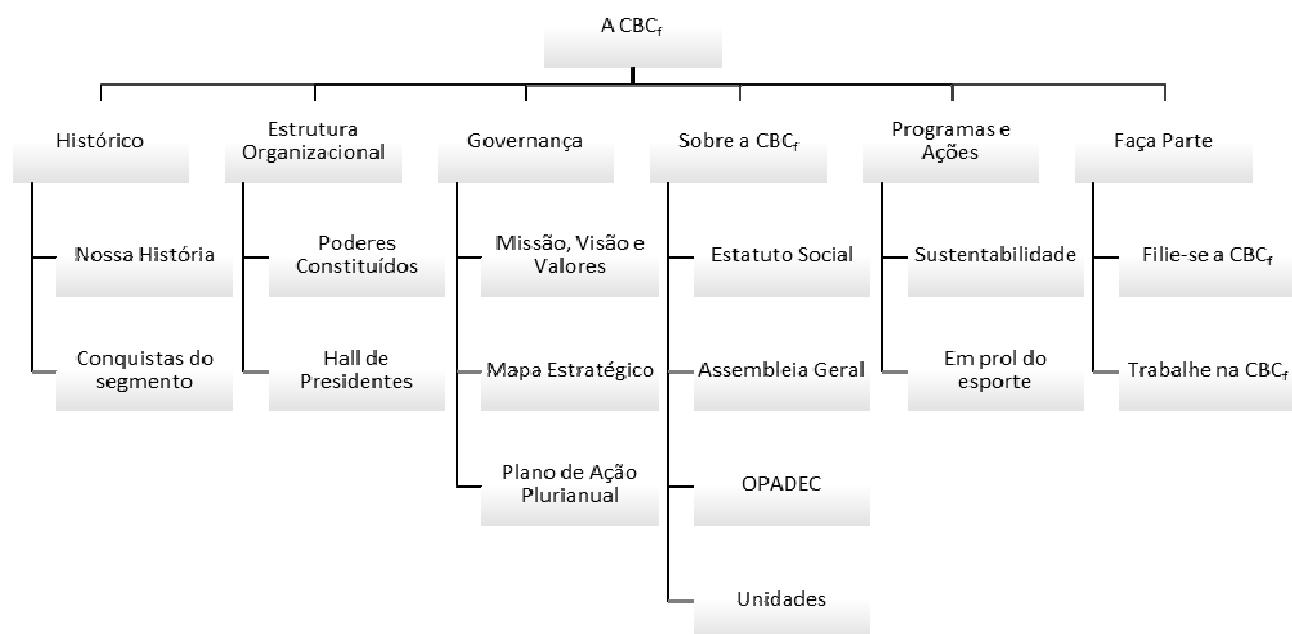 A CBCf
Histórico
Estrutura
Organizacional
Governança
Sobre a CBCf
Programas e
Ações
Faça Parte
Nossa História
Poderes
Constituídos
Missão, Visão e
Valores
Estatuto Social
Sustentabilidade
Filie-se a CBCf
Conquistas do
segmento
Hall de
Presidentes
Mapa Estratégico
Assembleia Geral
Em prol do
esporte
Trabalhe na CBCf
Plano de Ação
Plurianual
OPADEC
Unidades